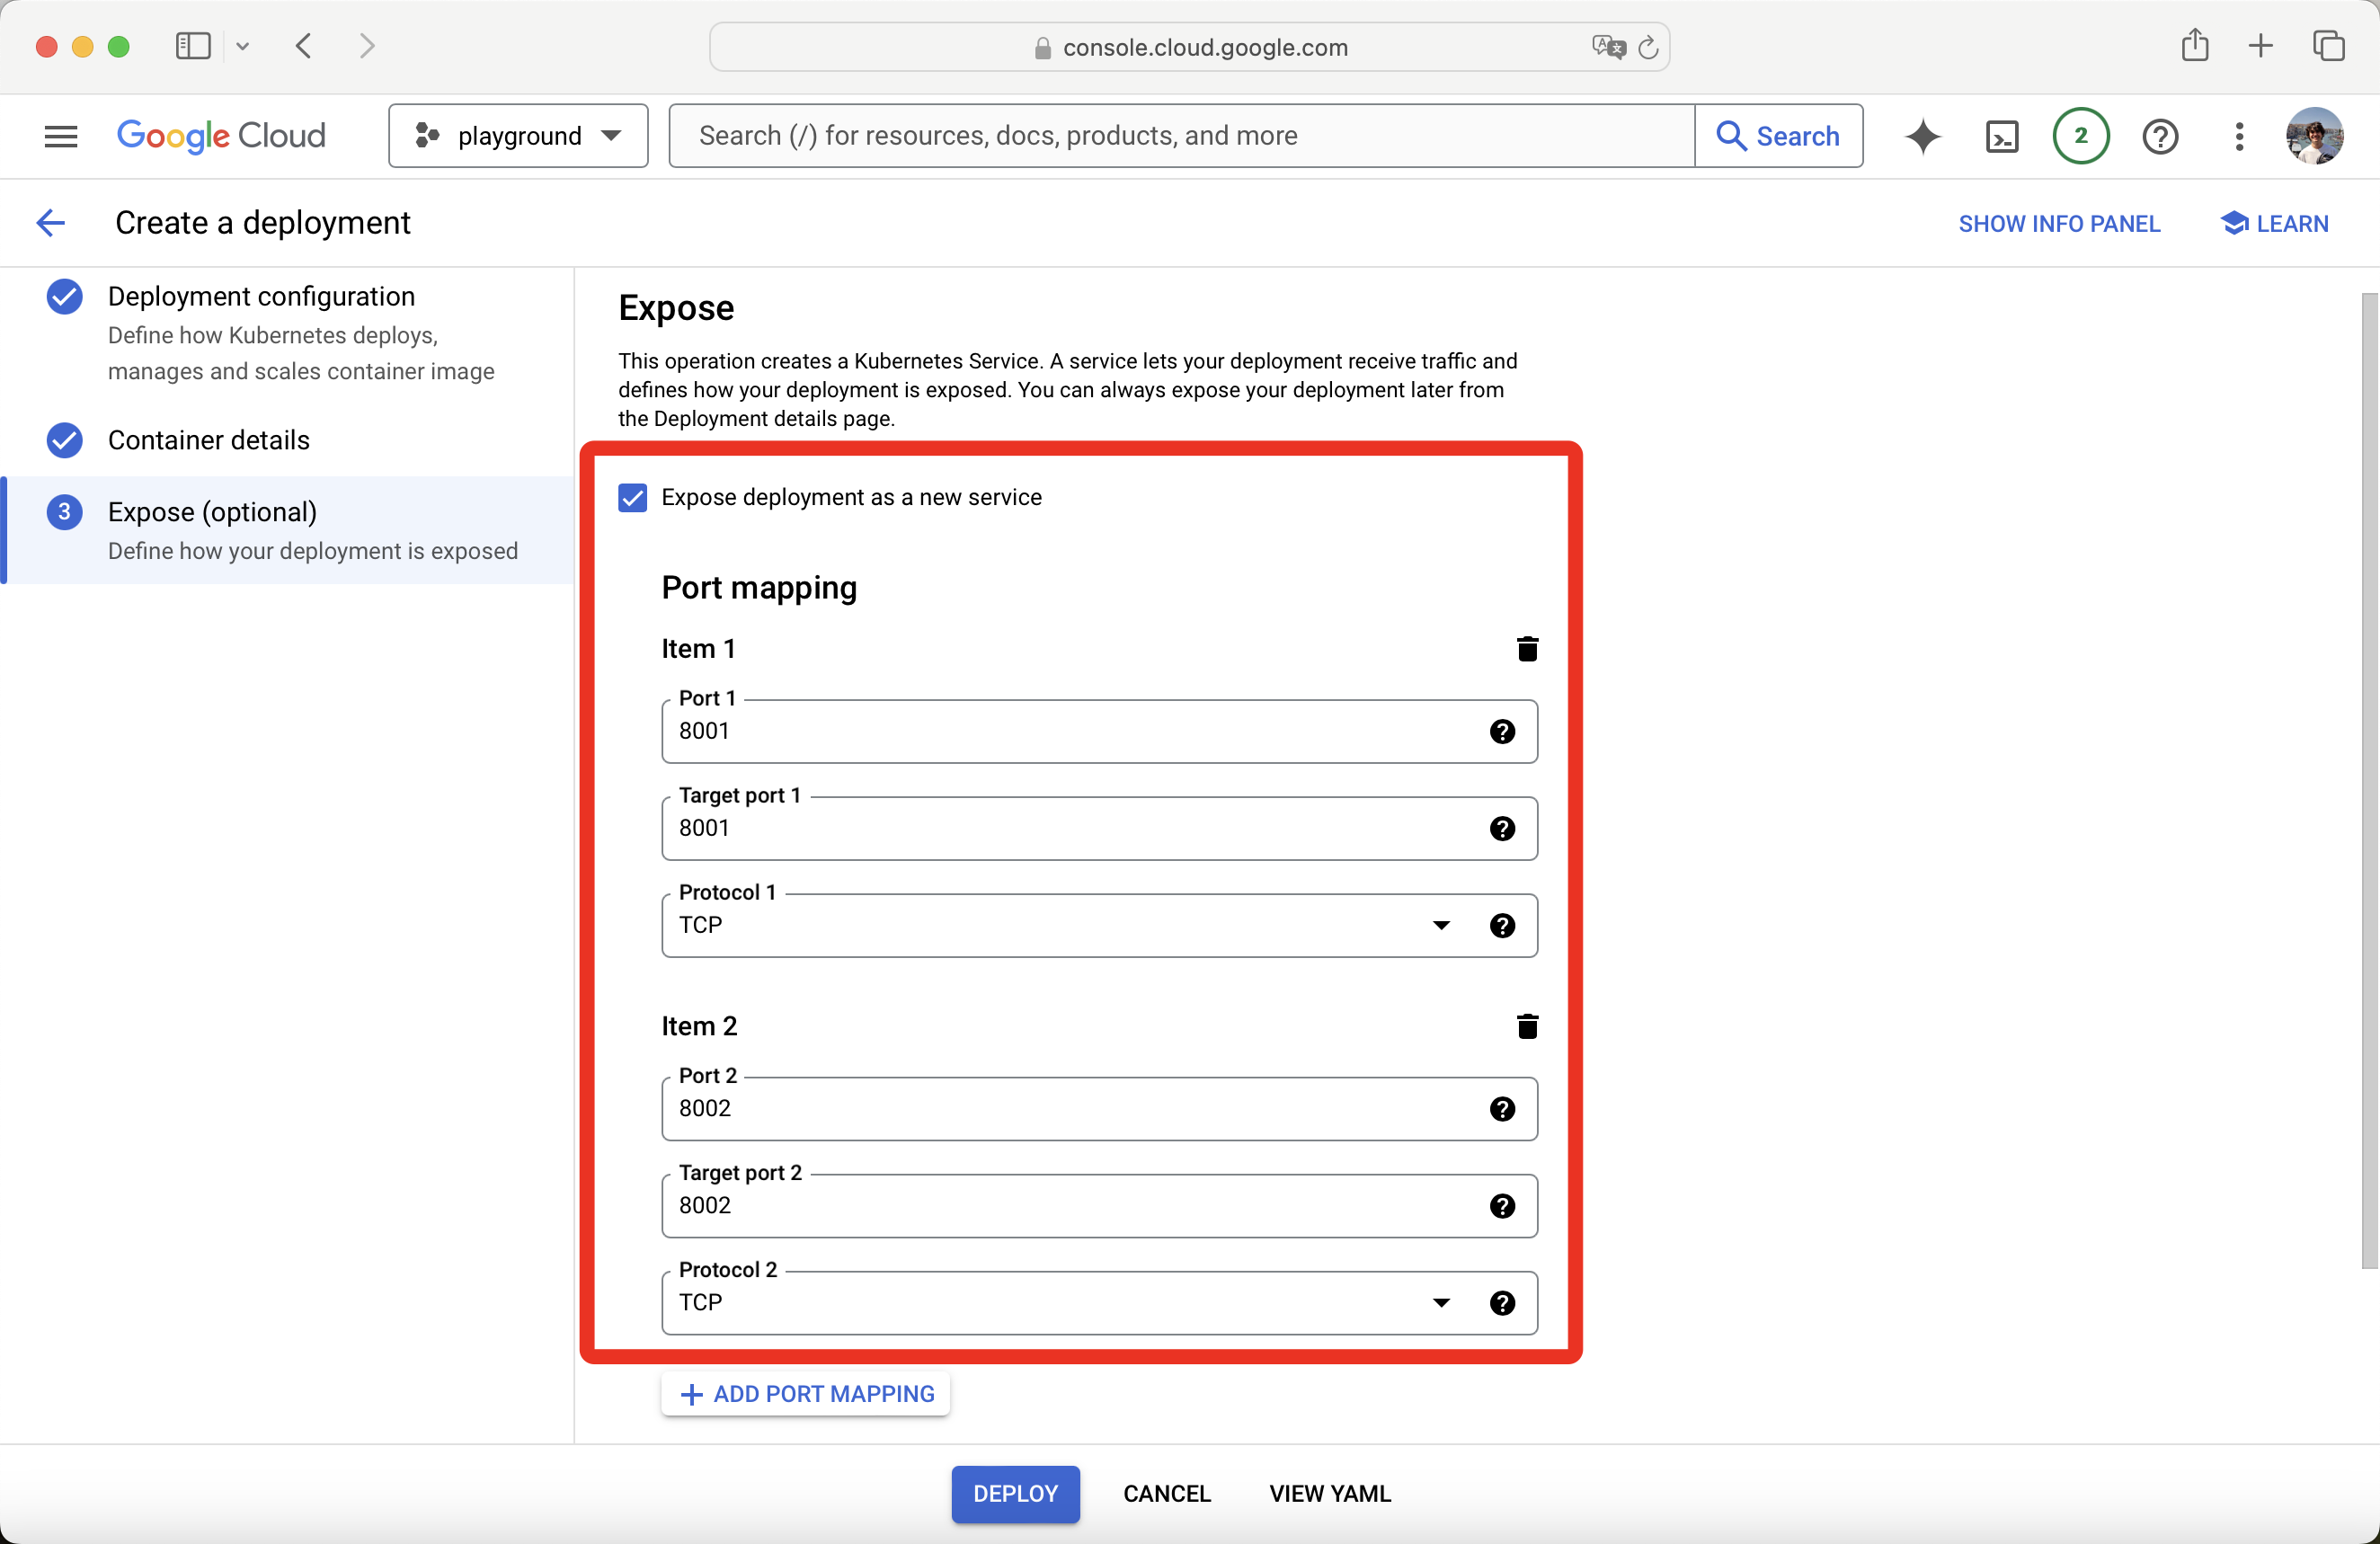 console.cloud.google.com
Google Cloud
playground
Search (/) for resources, docs, products, and more
Search
2
Create a deployment
SHOW INFO PANEL
LEARN
Deployment configuration
Define how Kubernetes deploys,
manages and scales container image
Container details
3
Expose (optional)
Define how your deployment is exposed
Expose
This operation creates a Kubernetes Service. A service lets your deployment receive traffic and
defines how your deployment is exposed. You can always expose your deployment later from
the Deployment details page.
Expose deployment as a new service
Port mapping
Item 1
Port 1
8001
Target port 1
8001
Protocol 1
TCP
Item 2
Port 2
8002
Target port 2
8002
Protocol 2
TCP
ADD PORT MAPPING
DEPLOY
CANCEL
VIEW YAML